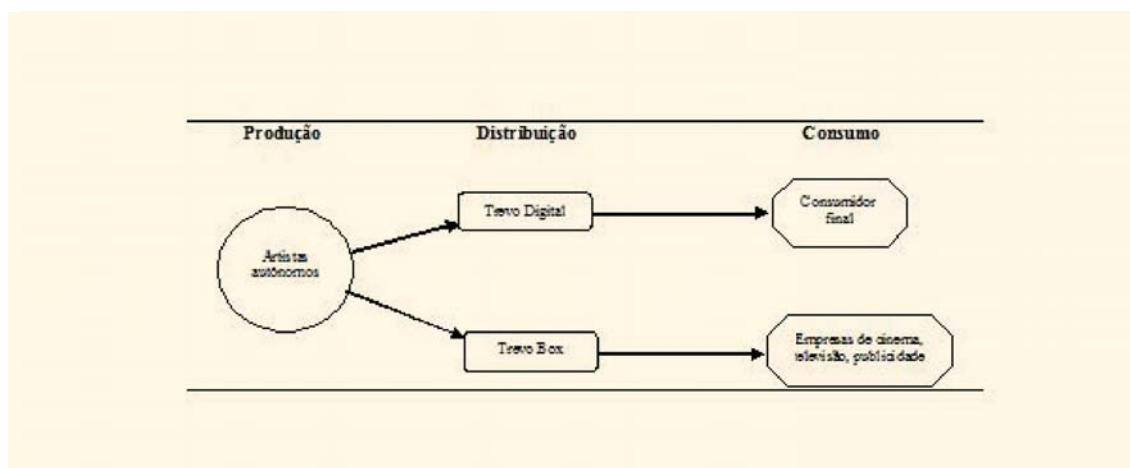 Produção Distribuição Consumo
Trevo Digital
Consumidor
final
Artistas
autônomos
Trevo Box
Empresas de cinema,
televisão, publicidade